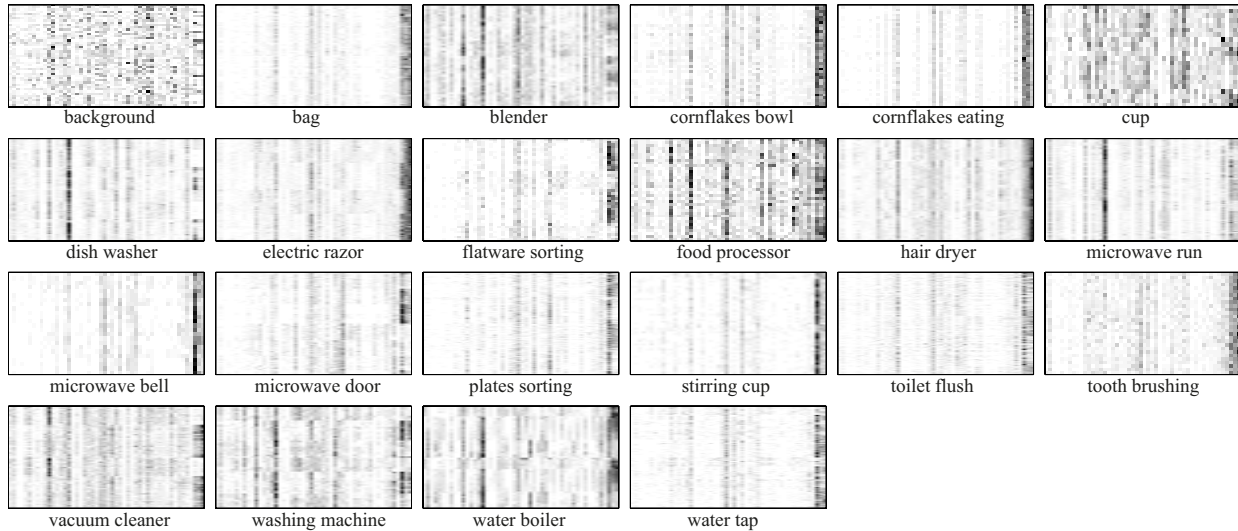 background bag blender cornflakes bowl cornflakes eating cup
dish washer electric razor flatware sorting food processor hair dryer microwave run
microwave bell microwave door plates sorting stirring cup toilet flush tooth brushing
vacuum cleaner washing machine water boiler water tap